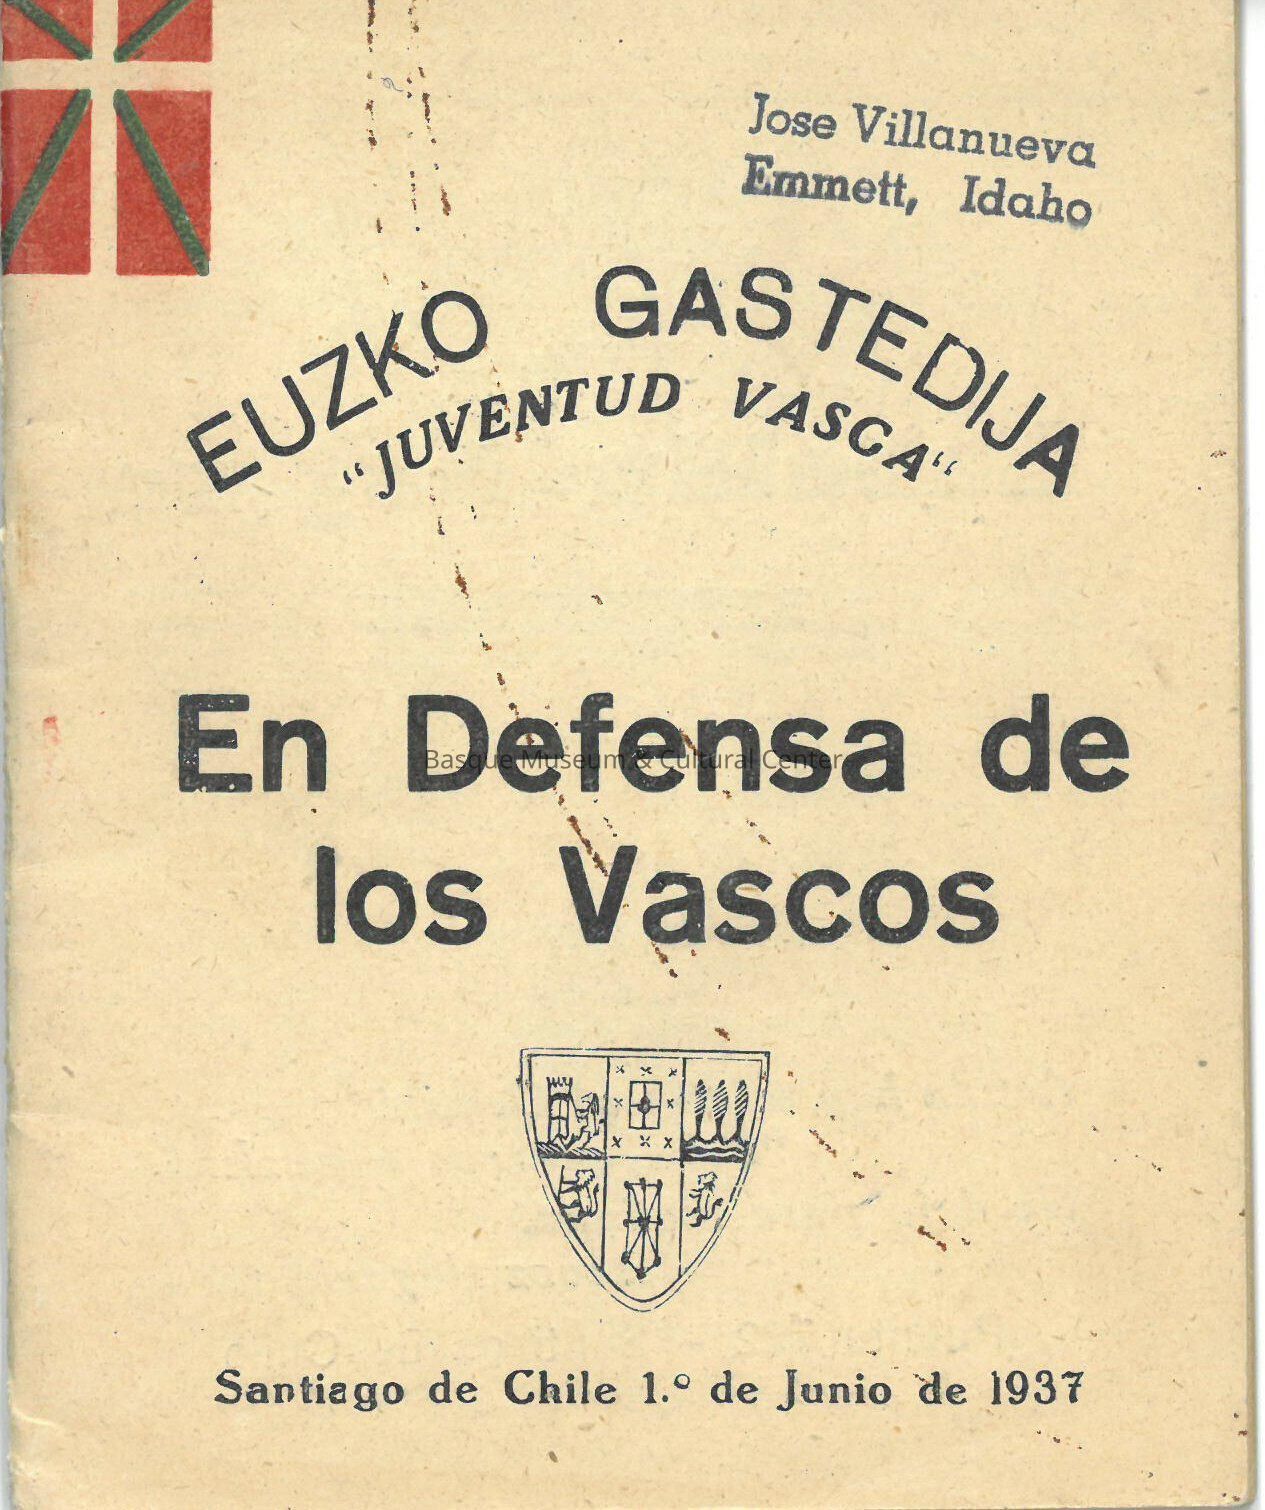 Jose Villanueva
Emmett, Idaho
EUZKO GASTEDIJA
“JUVENTUD VASCA“
En Defensa de
Basque Museum & Cultural Center
los Vascos
Santiago de Chile 1.º de Junio de 1937